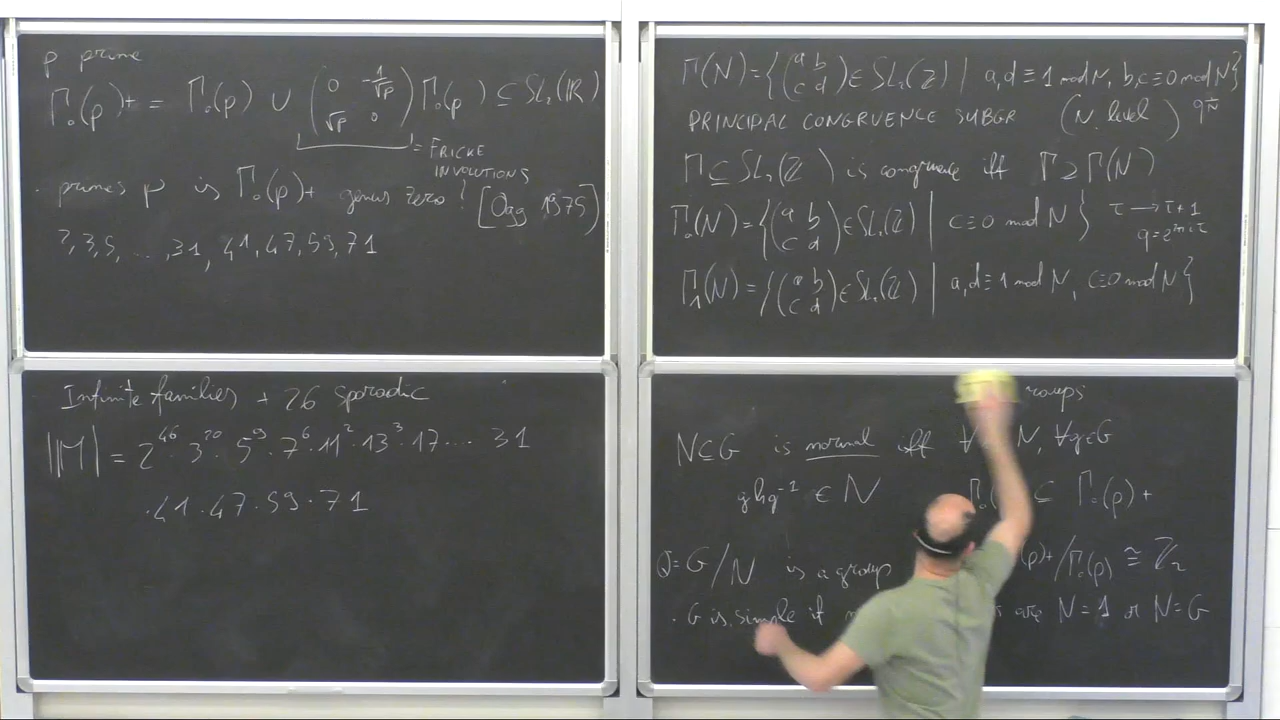 p prime
Γ₀(p)+ = Γ₀(p) ∪ (0 -1/√p √p 0) Γ₀(p) ⊆ SL₂(ℝ)
= FRICKE
INVOLUTIONS
· primes p is Γ₀(p)+ genus zero? [Ogg 1975]
2,3,5, ... ,31, 41,47,59,71
Infinite families + 26 sporadic
|𝕄| = 2⁴⁶·3²⁰·5⁹·7⁶·11²·13³·17.... 31
·41·47·59·71
Γ(N) = {(a b c d) ∈ SL₂(ℤ) | a,d ≡ 1 mod N, b,c ≡ 0 mod N}
PRINCIPAL CONGRUENCE SUBGR (N. level) q^{1/N}
Γ ⊆ SL₂(ℤ) is congruence iff Γ ⊇ Γ(N)
Γ₀(N) = {(a b c d) ∈ SL₂(ℤ) | c ≡ 0 mod N} τ → τ+1
q = e^{2πiτ}
Γ₁(N) = {(a b c d) ∈ SL₂(ℤ) | a,d ≡ 1 mod N, c ≡ 0 mod N}
N ⊆ G is normal iff ∀ N, ∀g∈G
ghg⁻¹ ∈ N Γ₀( ⊆ Γ₀(p)+
Q = G/N is a group (p)+/Γ₀(p) ≅ ℤ₂
· G is simple if are N = 1 or N = G